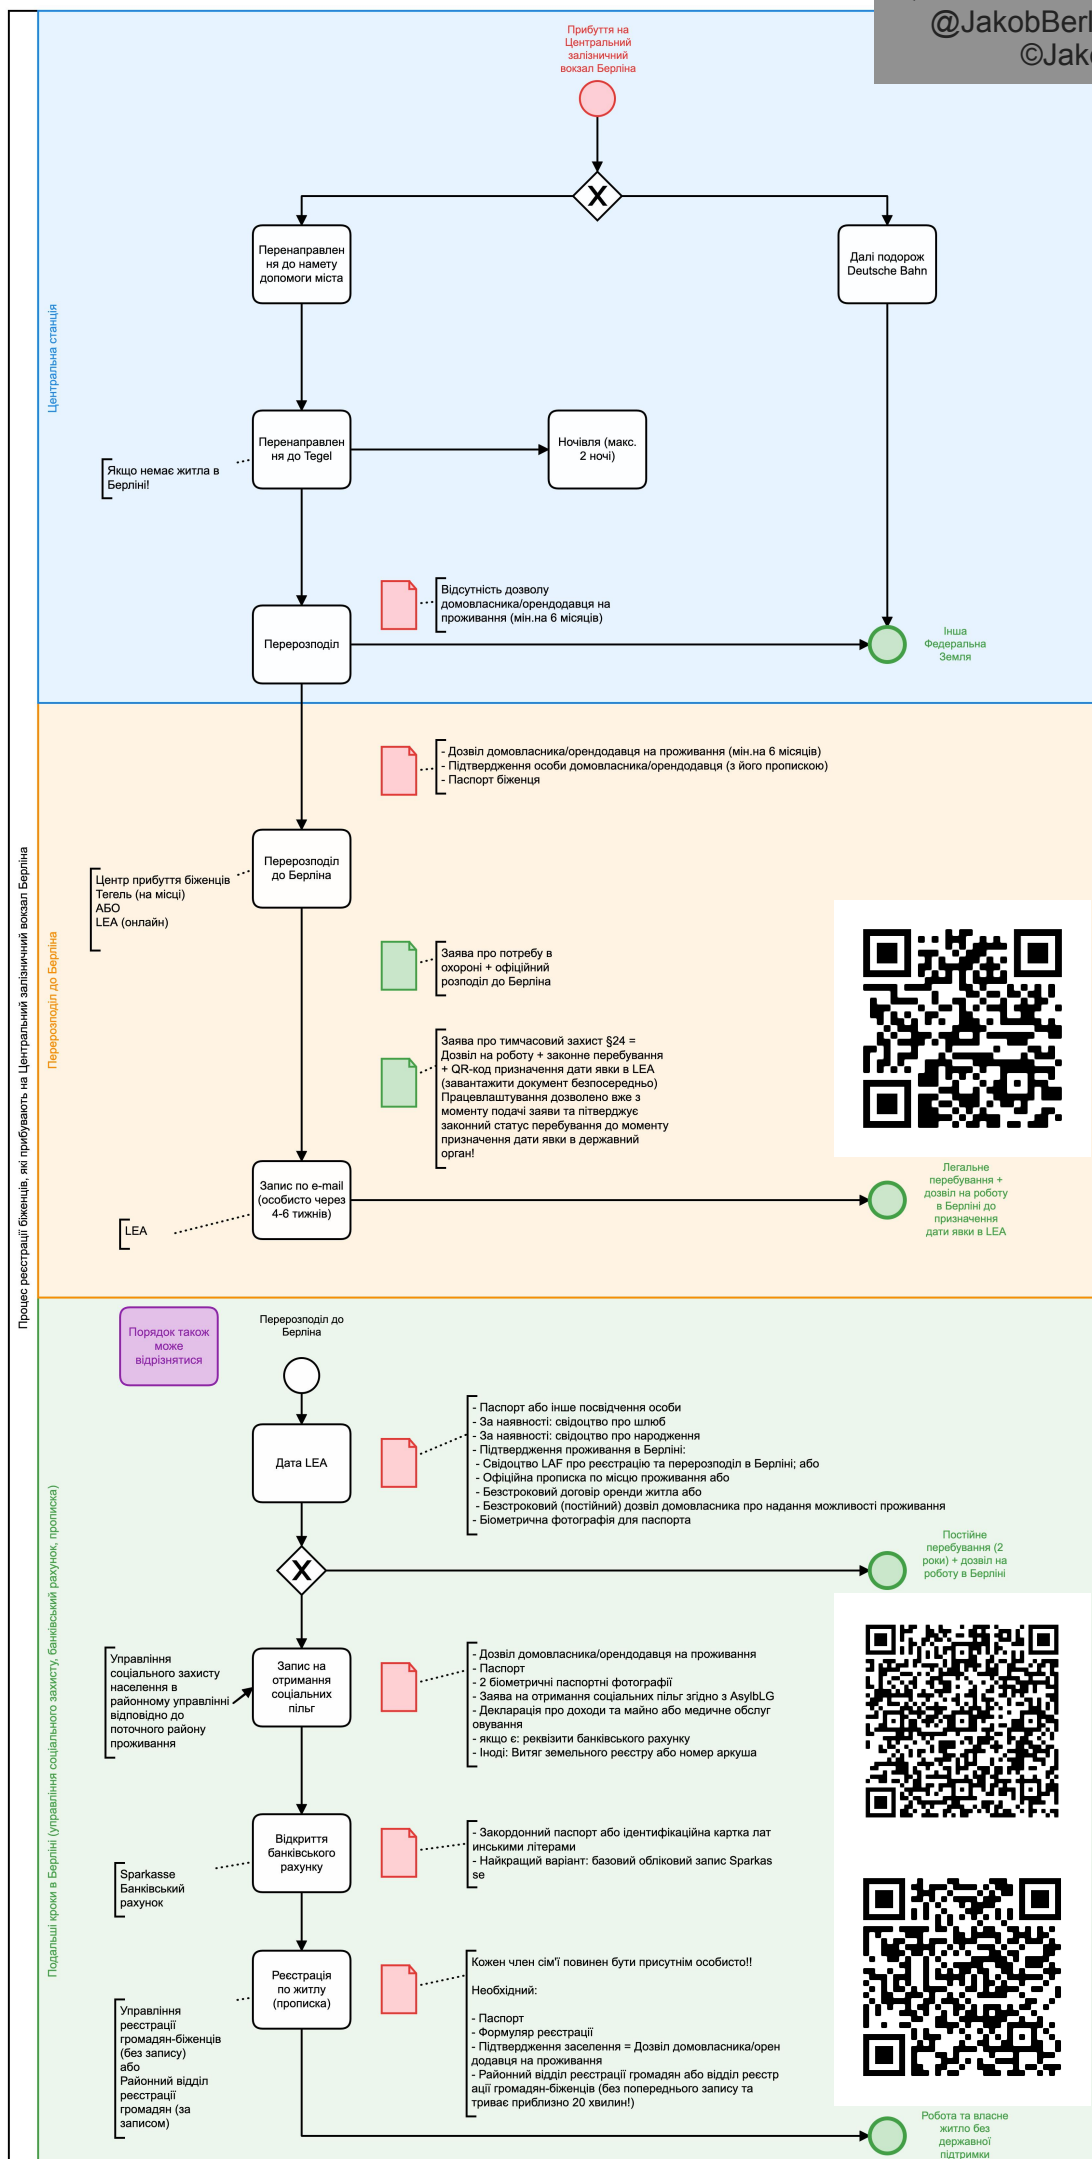 @JakobBerl
©Jak
Процес реєстрації біженців, які прибувають на Центральний залізничний вокзал Берліна
Центральна станція
Прибуття на
Центральний
залізничний
вокзал Берліна
X
Перенаправлен
ня до намету
допомоги міста
Далі подорож
Deutsche Bahn
Перенаправлен
ня до Tegel
Ночівля (макс.
2 ночі)
Якщо немає житла в
Берліні!
Відсутність дозволу
домовласника/орендодавця на
проживання (мін.на 6 місяців)
Перерозподіл
Інша
Федеральна
Земля
Перерозподіл до Берліна
- Дозвіл домовласника/орендодавця на проживання (мін.на 6 місяців)
- Підтвердження особи домовласника/орендодавця (з його пропискою)
- Паспорт біженця
Перерозподіл
до Берліна
Центр прибуття біженців
Тегель (на місці)
АБО
LEA (онлайн)
Заява про потребу в
охороні + офіційний
розподіл до Берліна
Заява про тимчасовий захист §24 =
Дозвіл на роботу + законне перебування
+ QR-код призначення дати явки в LEA
(завантажити документ безпосередньо)
Працевлаштування дозволено вже з
моменту подачі заяви та пітверджує
законний статус перебування до моменту
призначення дати явки в державний
орган!
Запис по e-mail
(особисто через
4-6 тижнів)
LEA
Легальне
перебування +
дозвіл на роботу
в Берліні до
призначення
дати явки в LEA
Подальші кроки в Берліні (управління соціального захисту, банківський рахунок, прописка)
Порядок також
може
відрізнятися
Перерозподіл до
Берліна
Дата LEA
- Паспорт або інше посвідчення особи
- За наявності: свідоцтво про шлюб
- За наявності: свідоцтво про народження
- Підтвердження проживання в Берліні:
- Свідоцтво LAF про реєстрацію та перерозподіл в Берліні; або
- Офіційна прописка по місцю проживання або
- Безстроковий договір оренди житла або
- Безстроковий (постійний) дозвіл домовласника про надання можливості проживання
- Біометрична фотографія для паспорта
X
Постійне
перебування (2
роки) + дозвіл на
роботу в Берліні
Управління
соціального захисту
населення в
районному управлінні
відповідно до
поточного району
проживання
Запис на
отримання
соціальних
пільг
- Дозвіл домовласника/орендодавця на проживання
- Паспорт
- 2 біометричні паспортні фотографії
- Заява на отримання соціальних пільг згідно з AsylbLG
- Декларація про доходи та майно або медичне обслуг
овування
- якщо є: реквізити банківського рахунку
- Іноді: Витяг земельного реєстру або номер аркуша
Відкриття
банківського
рахунку
Sparkasse
Банківський
рахунок
- Закордонний паспорт або ідентифікаційна картка лат
инськими літерами
- Найкращий варіант: базовий обліковий запис Sparkas
se
Реєстрація
по житлу
(прописка)
Управління
реєстрації
громадян-біженців
(без запису)
або
Районний відділ
реєстрації
громадян (за
записом)
Кожен член сім'ї повинен бути присутнім особисто!!
Необхідний:
- Паспорт
- Формуляр реєстрації
- Підтвердження заселення = Дозвіл домовласника/орен
додавця на проживання
- Районний відділ реєстрації громадян або відділ реєстр
ації громадян-біженців (без попереднього запису та
триває приблизно 20 хвилин!)
Робота та власне
житло без
державної
підтримки